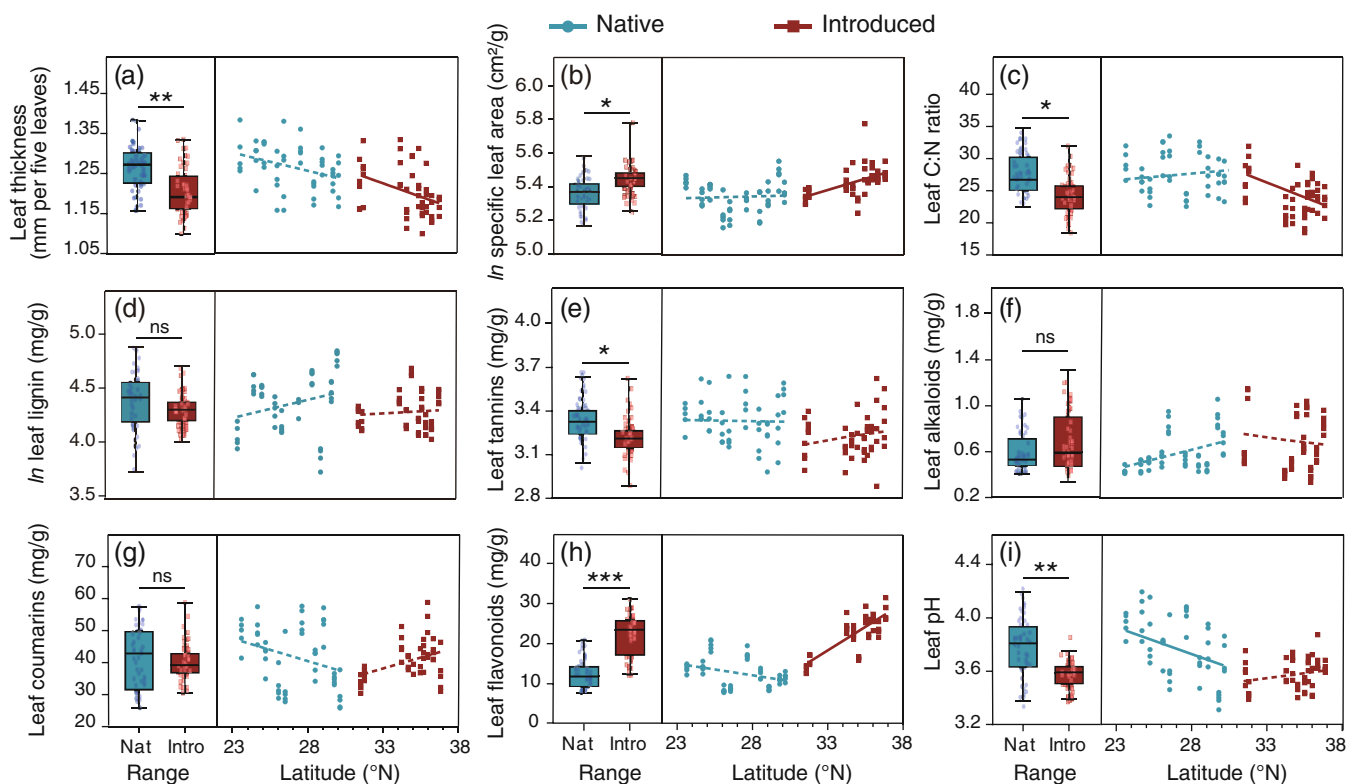 Native Introduced
(a)
**
Leaf thickness
(mm per five leaves)
1.45
1.35
1.25
1.15
1.05
(b)
*
ln specific leaf area (cm²/g)
6.0
5.8
5.6
5.4
5.2
5.0
(c)
*
Leaf C:N ratio
40
35
30
25
20
15
(d)
ns
ln leaf lignin (mg/g)
5.0
4.5
4.0
3.5
(e)
*
Leaf tannins (mg/g)
4.0
3.7
3.4
3.1
2.8
(f)
ns
Leaf alkaloids (mg/g)
1.8
1.4
1.0
0.6
0.2
(g)
ns
Leaf coumarins (mg/g)
70
60
50
40
30
20
Nat Intro
Range
23 28 33 38
Latitude (°N)
(h)
***
Leaf flavonoids (mg/g)
40
30
20
10
0
Nat Intro
Range
23 28 33 38
Latitude (°N)
(i)
**
Leaf pH
4.4
4.0
3.6
3.2
Nat Intro
Range
23 28 33 38
Latitude (°N)